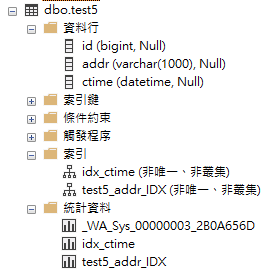 dbo.test5
資料行
id (bigint, Null)
addr (varchar(1000), Null)
ctime (datetime, Null)
索引鍵
條件約束
觸發程序
索引
idx_ctime (非唯一、非叢集)
test5_addr_IDX (非唯一、非叢集)
統計資料
_WA_Sys_00000003_2B0A656D
idx_ctime
test5_addr_IDX